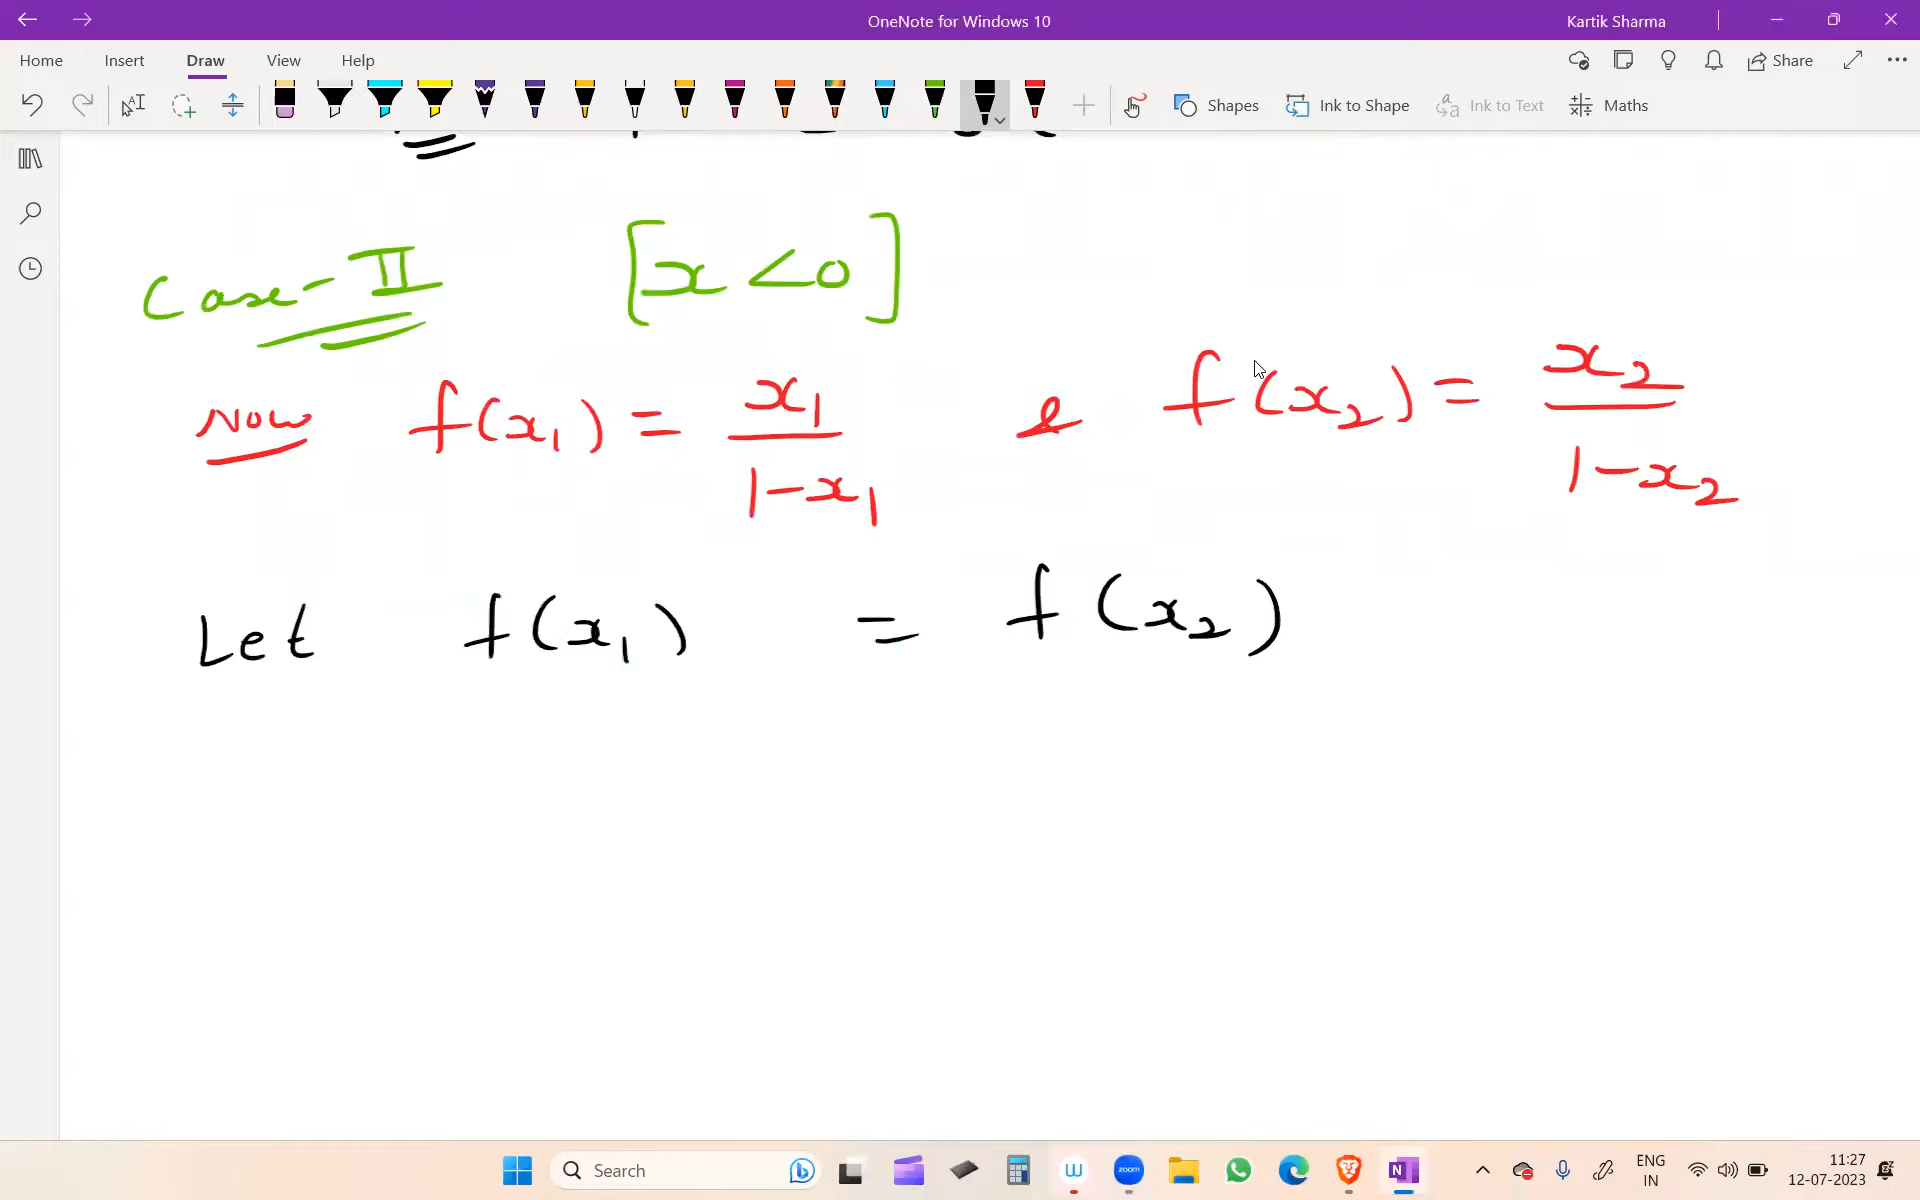 OneNote for Windows 10
Kartik Sharma
Home Insert Draw View Help
Share
Shapes Ink to Shape Ink to Text Maths
Case-II [x<0]
Now f(x₁) = x₁/(1-x₁) & f(x₂) = x₂/(1-x₂)
Let f(x₁) = f(x₂)
Search
zoom
ENG
IN
11:27
12-07-2023